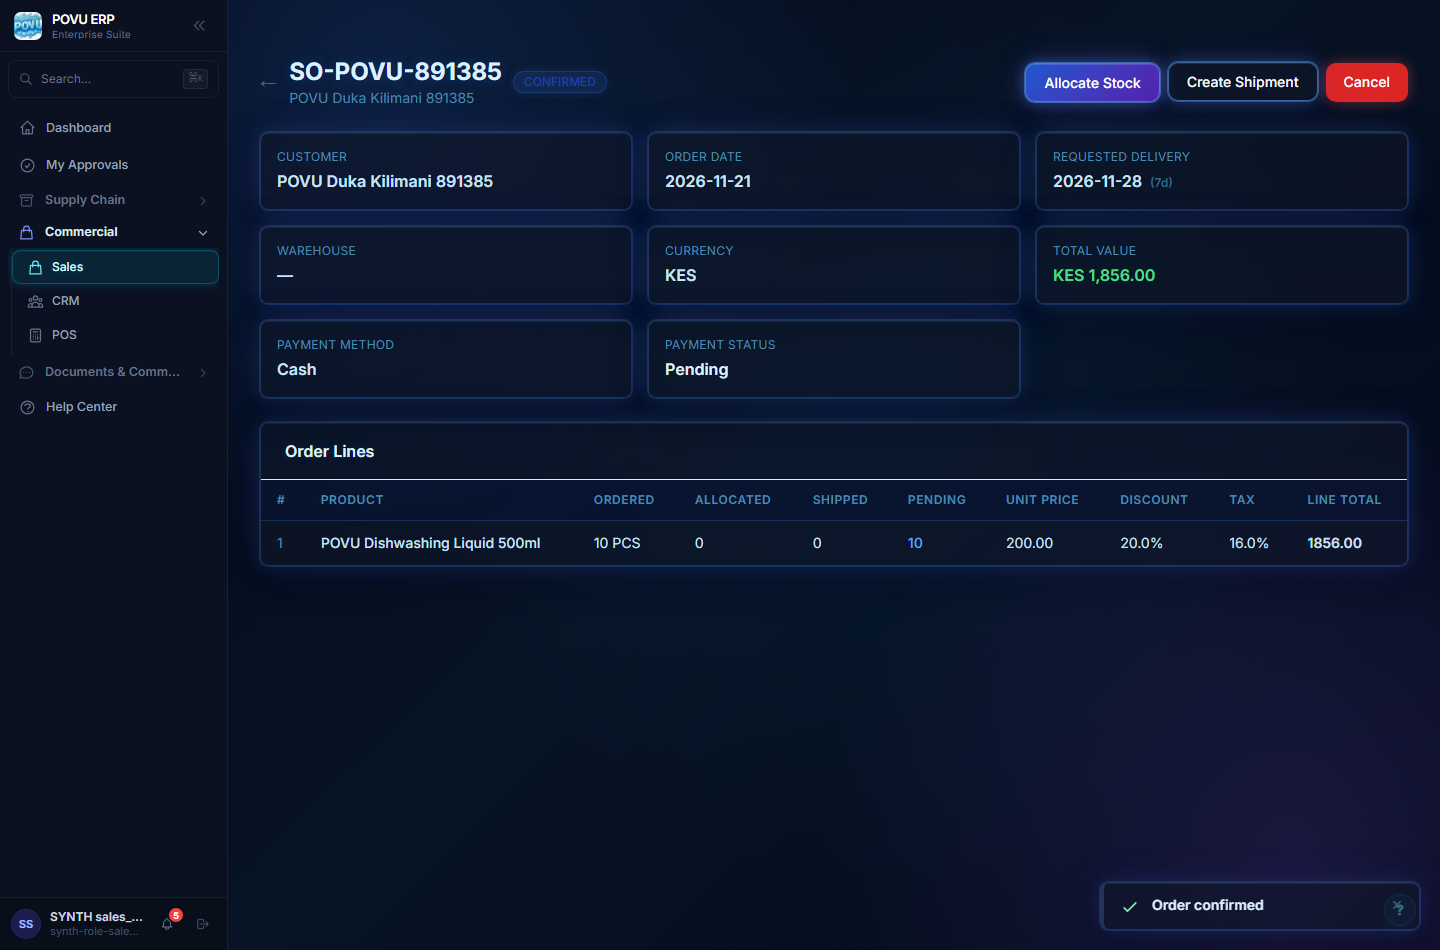 POVU ERP
Enterprise Suite
Search...
⌘K
Dashboard
My Approvals
Supply Chain
Commercial
Sales
CRM
POS
Documents & Comm...
Help Center
SYNTH sales_...
synth-role-sale...
5
SS
← SO-POVU-891385 CONFIRMED
POVU Duka Kilimani 891385
Allocate Stock Create Shipment Cancel
CUSTOMER
POVU Duka Kilimani 891385
ORDER DATE
2026-11-21
REQUESTED DELIVERY
2026-11-28 (7d)
WAREHOUSE
—
CURRENCY
KES
TOTAL VALUE
KES 1,856.00
PAYMENT METHOD
Cash
PAYMENT STATUS
Pending
Order Lines
# PRODUCT ORDERED ALLOCATED SHIPPED PENDING UNIT PRICE DISCOUNT TAX LINE TOTAL
1 POVU Dishwashing Liquid 500ml 10 PCS 0 0 10 200.00 20.0% 16.0% 1856.00
Order confirmed